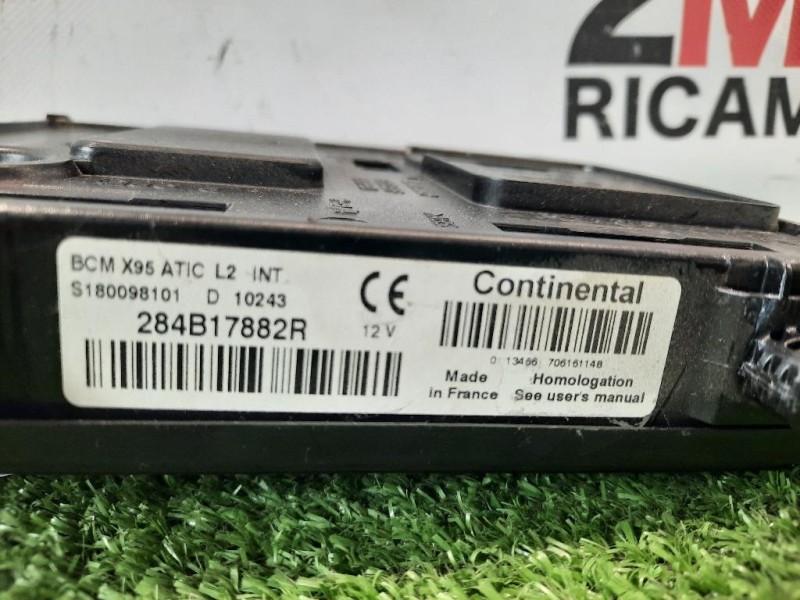 2M
RICAM
BCM X95 ATIC L2 INT.
S180098101 D 10243
284B17882R
12 V
CE
Continental
0 13466 706161148
Made
in France
Homologation
See user's manual